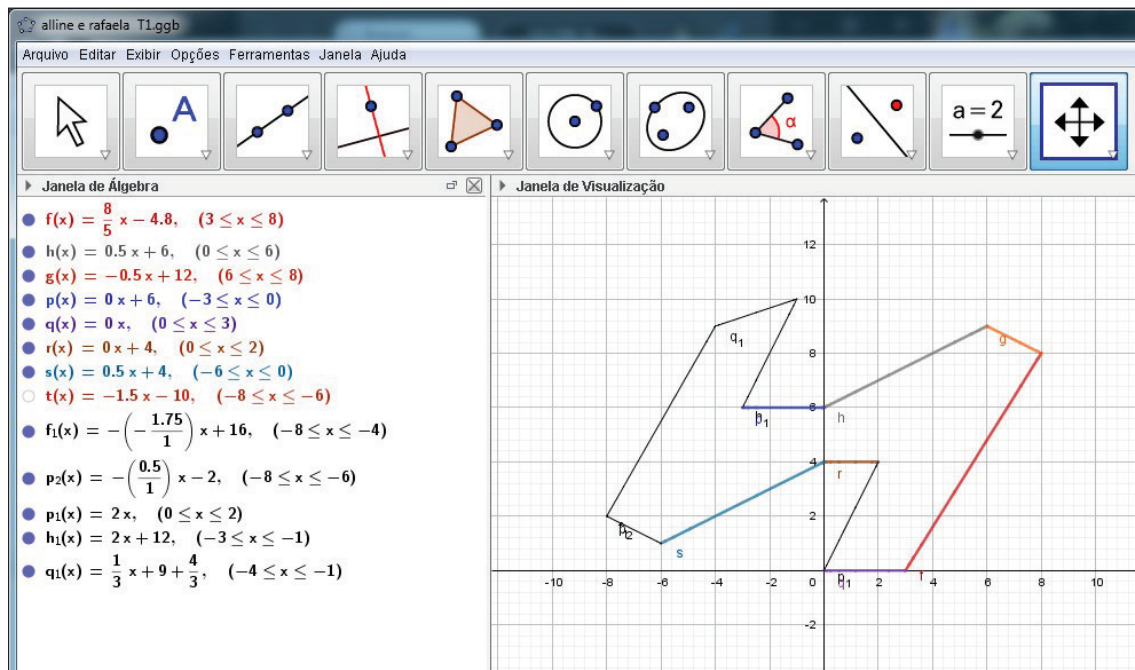 alline e rafaela T1.ggb
Arquivo Editar Exibir Opções Ferramentas Janela Ajuda
A
α
a = 2
Janela de Álgebra
Janela de Visualização
f(x) = 8/5 x − 4.8, (3 ≤ x ≤ 8)
h(x) = 0.5 x + 6, (0 ≤ x ≤ 6)
g(x) = −0.5 x + 12, (6 ≤ x ≤ 8)
p(x) = 0 x + 6, (−3 ≤ x ≤ 0)
q(x) = 0 x, (0 ≤ x ≤ 3)
r(x) = 0 x + 4, (0 ≤ x ≤ 2)
s(x) = 0.5 x + 4, (−6 ≤ x ≤ 0)
t(x) = −1.5 x − 10, (−8 ≤ x ≤ −6)
f₁(x) = −(−1.75/1) x + 16, (−8 ≤ x ≤ −4)
p₂(x) = −(0.5/1) x − 2, (−8 ≤ x ≤ −6)
p₁(x) = 2 x, (0 ≤ x ≤ 2)
h₁(x) = 2 x + 12, (−3 ≤ x ≤ −1)
q₁(x) = 1/3 x + 9 + 4/3, (−4 ≤ x ≤ −1)
12
10
q₁
g
8
6
h
4
r
2
s
0
-10 -8 -6 -4 -2 0 2 4 6 8 10
f
-2